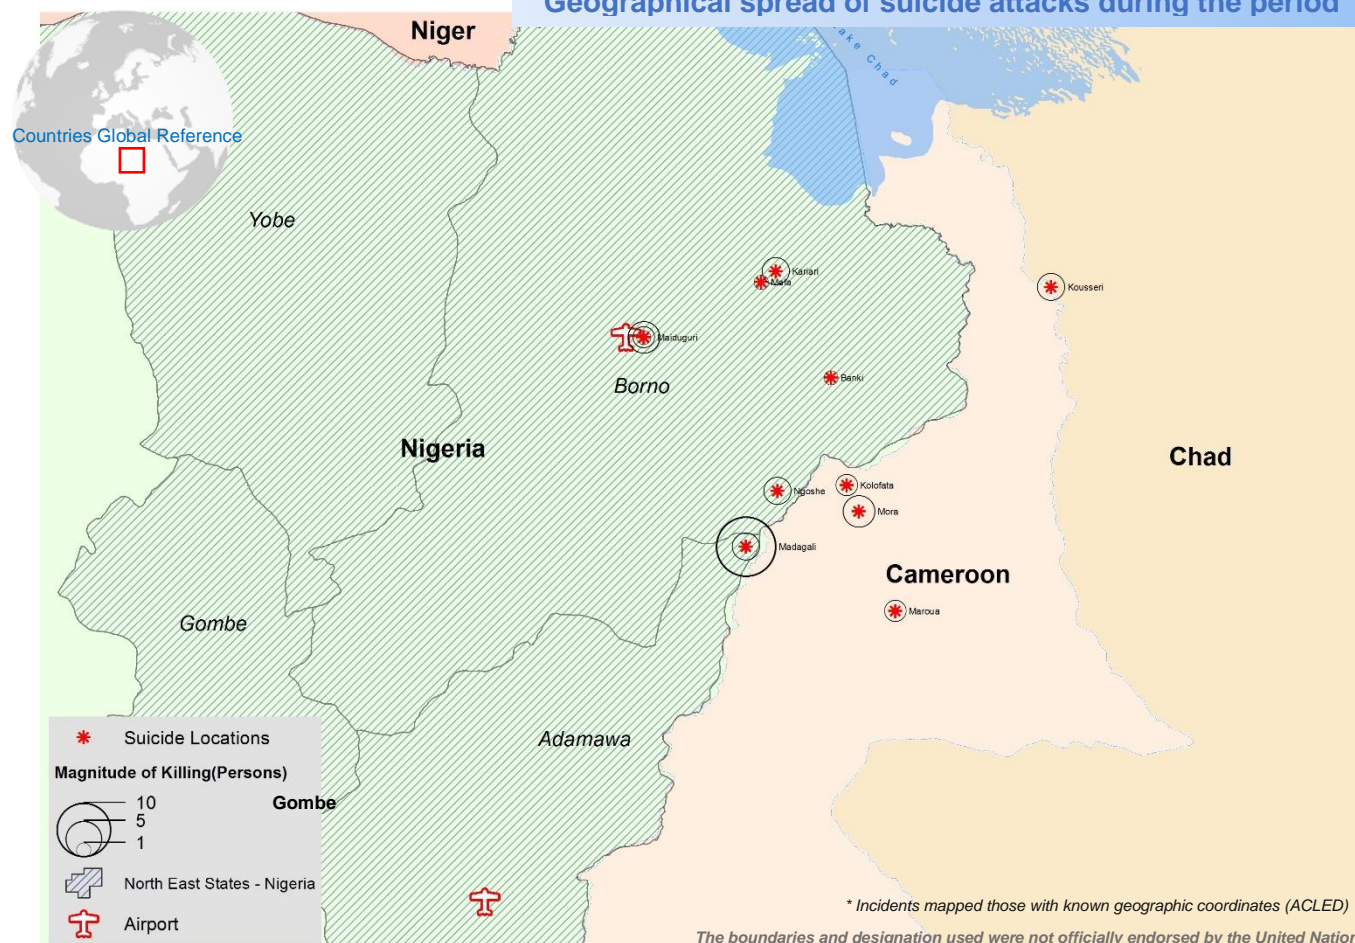 Geographical spread of suicide attacks during the period
Niger
Lake Chad
Countries Global Reference
Yobe
Kariari
Mafa
Kousseri
Maiduguri
Banki
Borno
Nigeria
Chad
Kolofata
Ngoshe
Mora
Madagali
Cameroon
Maroua
Gombe
Adamawa
Suicide Locations
Magnitude of Killing(Persons)
10
Gombe
5
1
North East States - Nigeria
Airport
* Incidents mapped those with known geographic coordinates (ACLED)
The boundaries and designation used were not officially endorsed by the United Nation